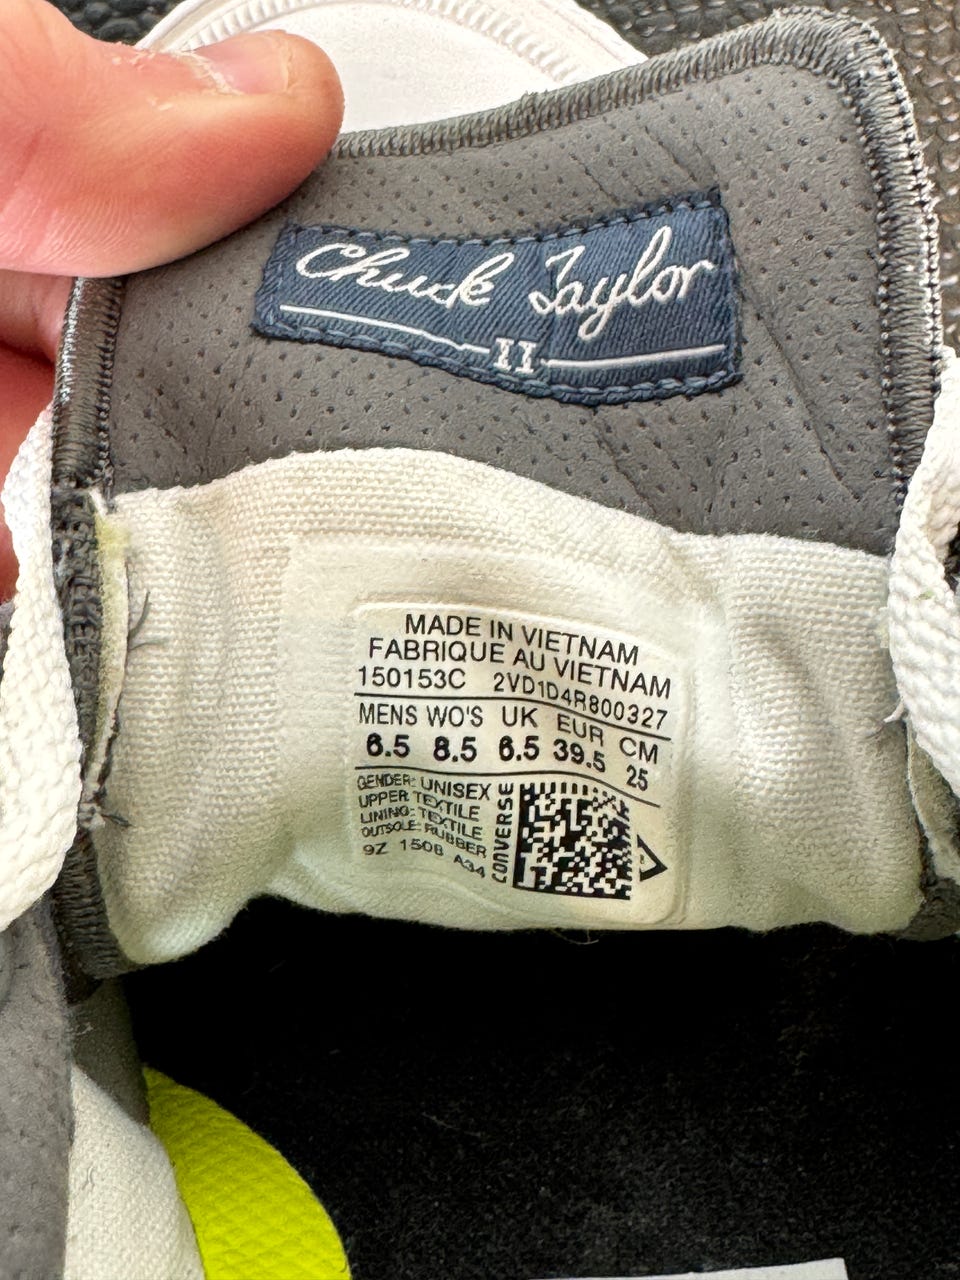 Chuck Taylor
II
MADE IN VIETNAM
FABRIQUE AU VIETNAM
150153C 2VD1D4R800327
MENS WO'S UK EUR CM
6.5 8.5 6.5 39.5 25
GENDER: UNISEX
UPPER: TEXTILE
LINING: TEXTILE
OUTSOLE: RUBBER
9Z 1508 A34
CONVERSE